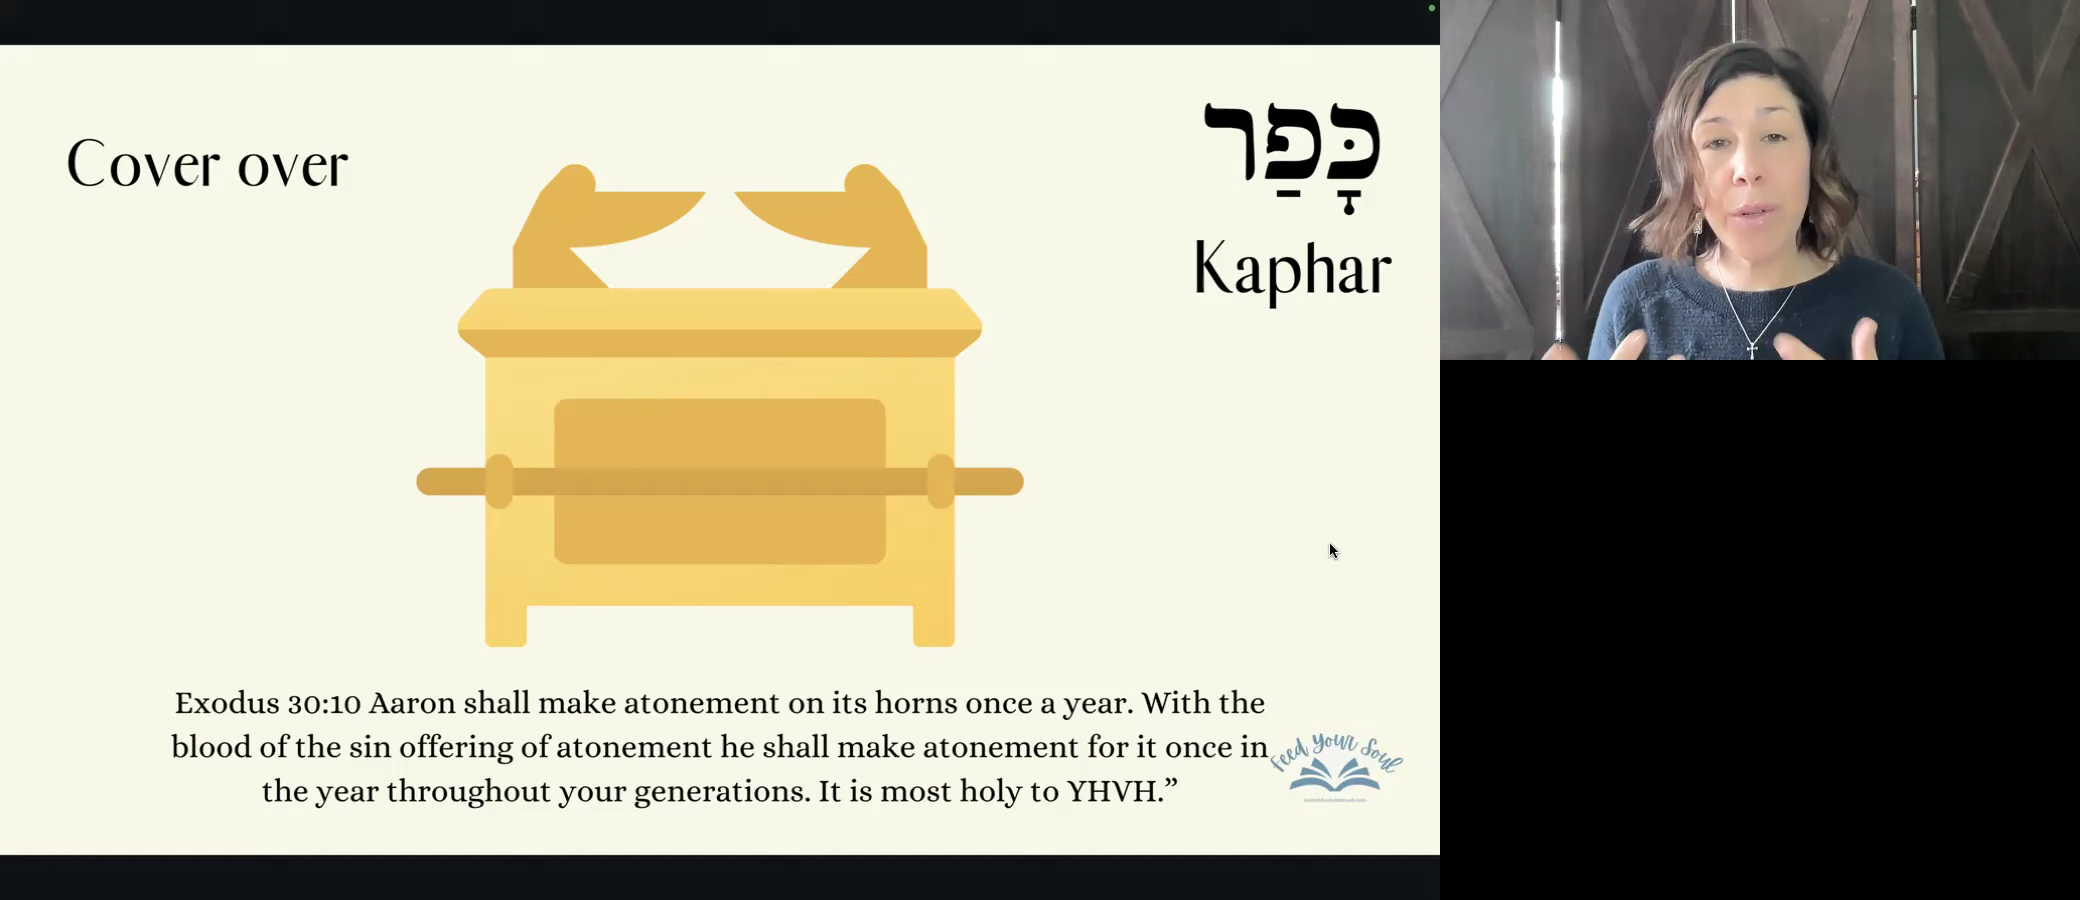 Cover over
כָּפַר
Kaphar
Exodus 30:10 Aaron shall make atonement on its horns once a year. With the
blood of the sin offering of atonement he shall make atonement for it once in
the year throughout your generations. It is most holy to YHVH.”
Feed Your Soul